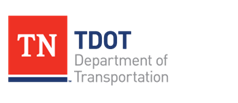 TN
TDOT
Department of
Transportation